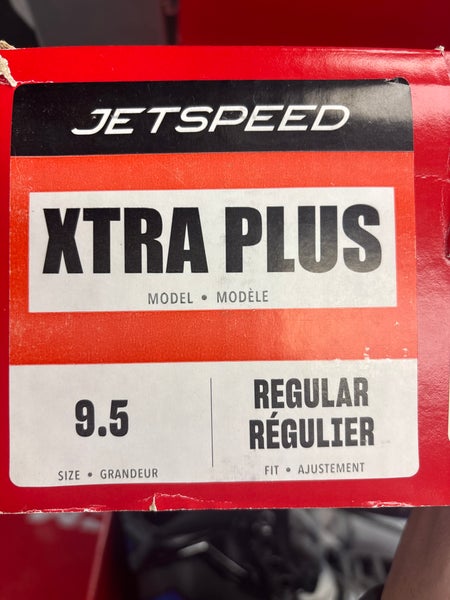 JETSPEED
XTRA PLUS
MODEL • MODÈLE
9.5
SIZE • GRANDEUR
REGULAR
RÉGULIER
FIT • AJUSTEMENT